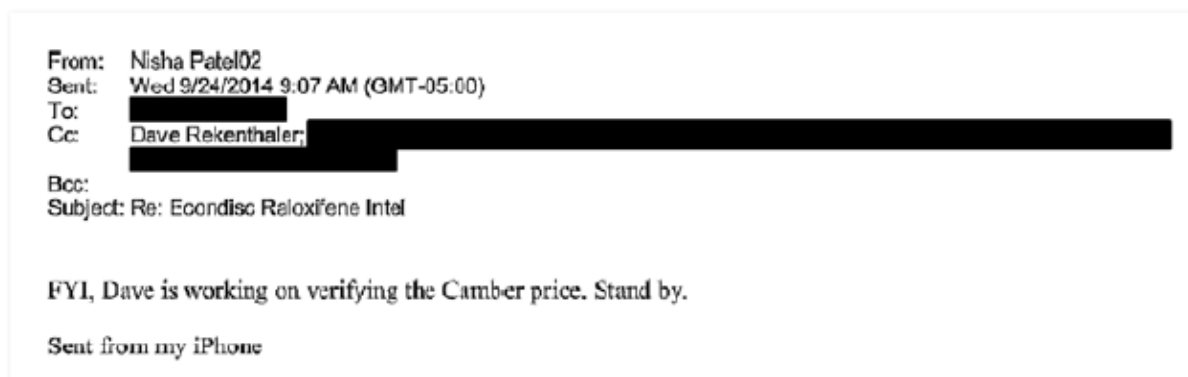 From: Nisha Patel02
Sent: Wed 9/24/2014 9:07 AM (GMT-05:00)
To:
Cc: Dave Rekenthaler;
Bcc:
Subject: Re: Econdisc Raloxifene Intel
FYI, Dave is working on verifying the Camber price. Stand by.
Sent from my iPhone